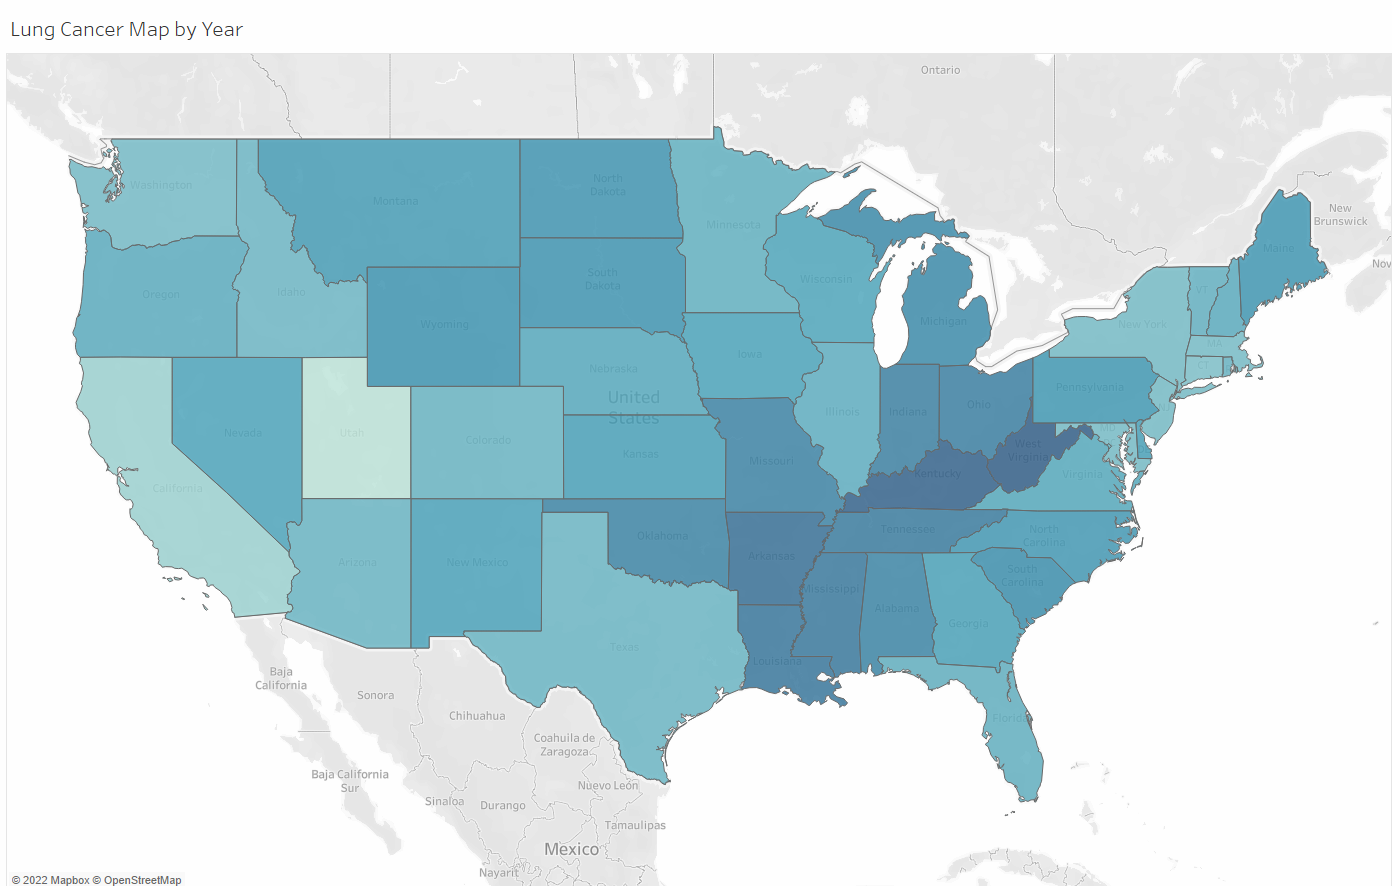 Lung Cancer Map by Year
Ontario
Washington
Montana
North
Dakota
Minnesota
New
Brunswick
Maine
Nov
Oregon
Idaho
South
Dakota
Wisconsin
VT
Wyoming
Michigan
New York
MA
Iowa
Nebraska
United
States
Pennsylvania
CT
Nevada
Utah
Colorado
Illinois
Indiana
Ohio
MD
West
Virginia
California
Kansas
Missouri
Kentucky
Virginia
Arizona
New Mexico
Oklahoma
Arkansas
Tennessee
North
Carolina
Mississippi
Alabama
South
Carolina
Georgia
Texas
Louisiana
Florida
Baja
California
Sonora
Chihuahua
Coahuila de
Zaragoza
Baja California
Sur
Nuevo León
Sinaloa
Durango
Tamaulipas
Mexico
Nayarit
© 2022 Mapbox © OpenStreetMap